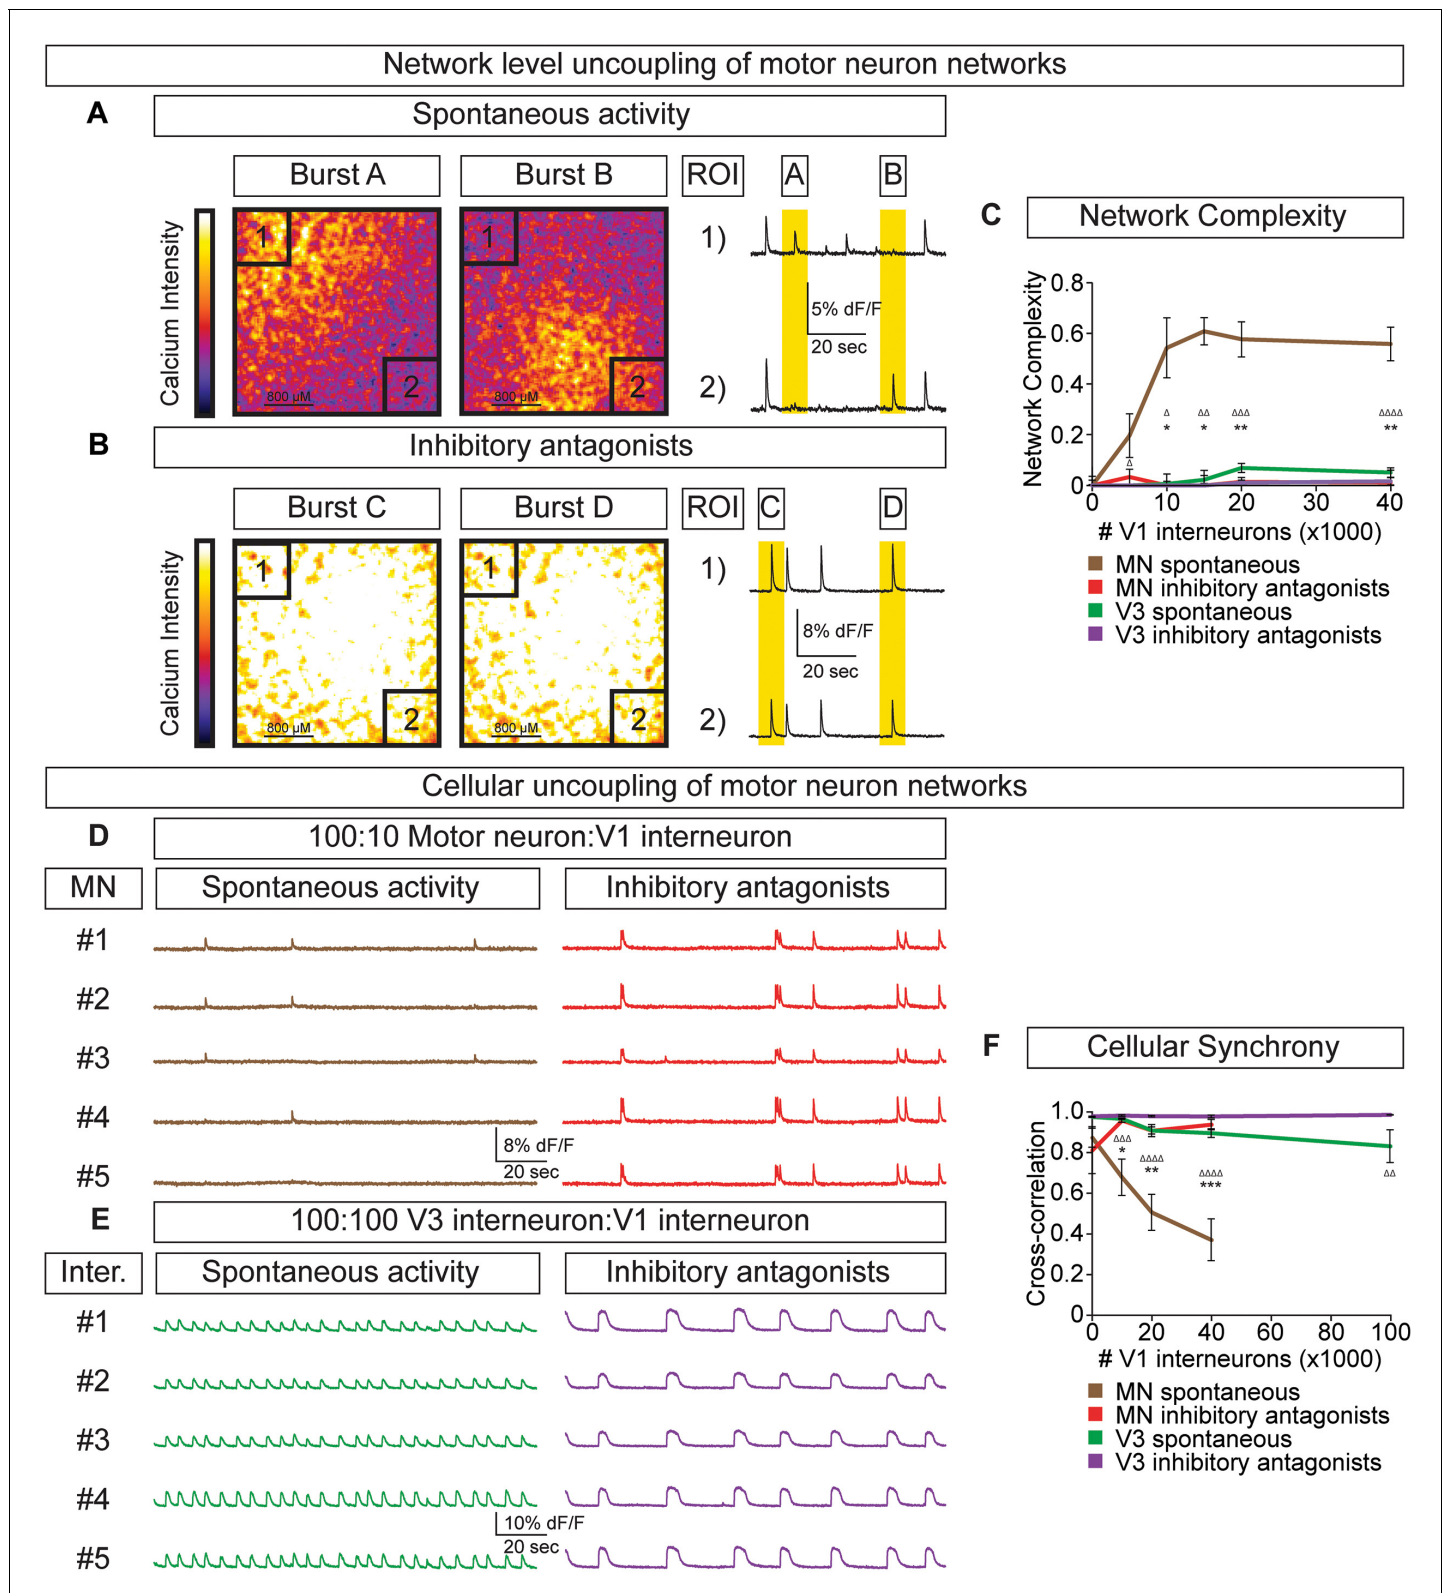 Network level uncoupling of motor neuron networks
A
Spontaneous activity
Burst A
Burst B
ROI
A
B
Calcium Intensity
1
2
800 µM
1
2
800 µM
1)
5% dF/F
20 sec
2)
B
Inhibitory antagonists
Burst C
Burst D
ROI
C
D
Calcium Intensity
1
2
800 µM
1
2
800 µM
1)
8% dF/F
20 sec
2)
C
Network Complexity
Network Complexity
0.8
0.6
0.4
0.2
0
Δ
Δ
*
ΔΔ
*
ΔΔΔ
**
ΔΔΔΔ
**
0 10 20 30 40
# V1 interneurons (x1000)
MN spontaneous
MN inhibitory antagonists
V3 spontaneous
V3 inhibitory antagonists
Cellular uncoupling of motor neuron networks
D
100:10 Motor neuron:V1 interneuron
MN
Spontaneous activity
Inhibitory antagonists
#1
#2
#3
#4
#5
8% dF/F
20 sec
E
100:100 V3 interneuron:V1 interneuron
Inter.
Spontaneous activity
Inhibitory antagonists
#1
#2
#3
#4
#5
10% dF/F
20 sec
F
Cellular Synchrony
Cross-correlation
1.0
0.8
0.6
0.4
0.2
0
ΔΔΔ
*
ΔΔΔΔ
**
ΔΔΔΔ
***
ΔΔ
0 20 40 60 80 100
# V1 interneurons (x1000)
MN spontaneous
MN inhibitory antagonists
V3 spontaneous
V3 inhibitory antagonists